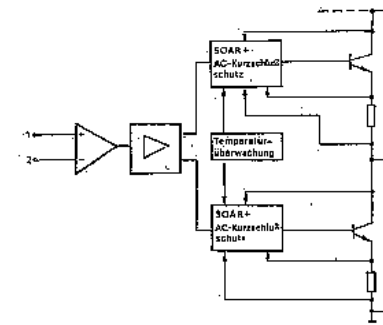 SOAR +
AC-Kurzschluß-
schutz
1
+
2
-
Temperatur-
überwachung
SOAR +
AC-Kurzschluß-
schutz